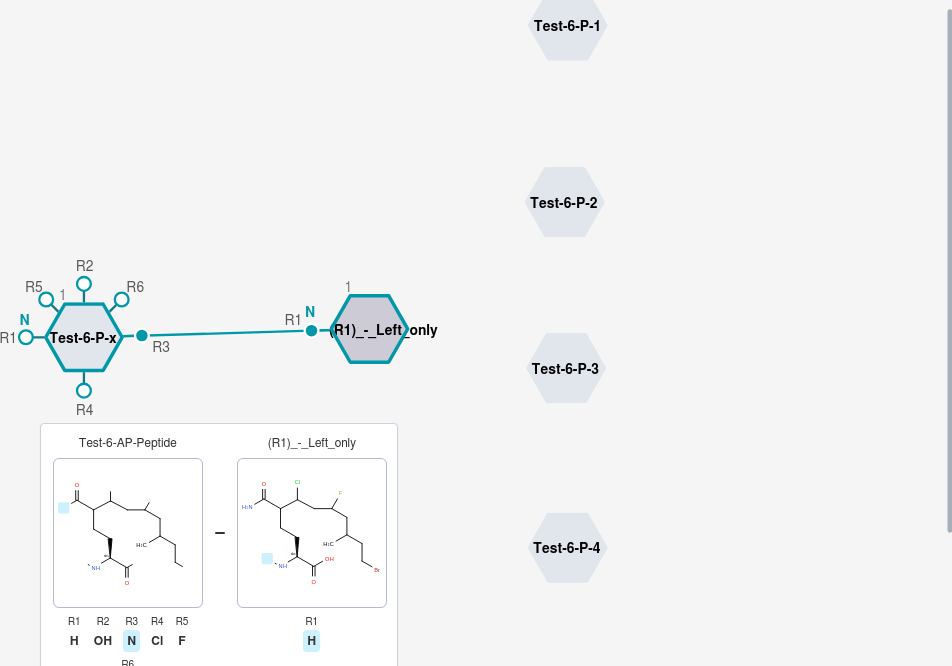 Test-6-P-1
Test-6-P-2
R2
R5
1
R6
1
N
N
R1
Test-6-P-x
R3
R1
(R1)_-_Left_only
Test-6-P-3
R4
Test-6-AP-Peptide
(R1)_-_Left_only
O
NH
O
H₃C
abs
–
O
H₂N
Cl
F
H₃C
abs
NH
OH
O
Br
Test-6-P-4
R1 R2 R3 R4 R5
H OH N Cl F
R6
R1
H